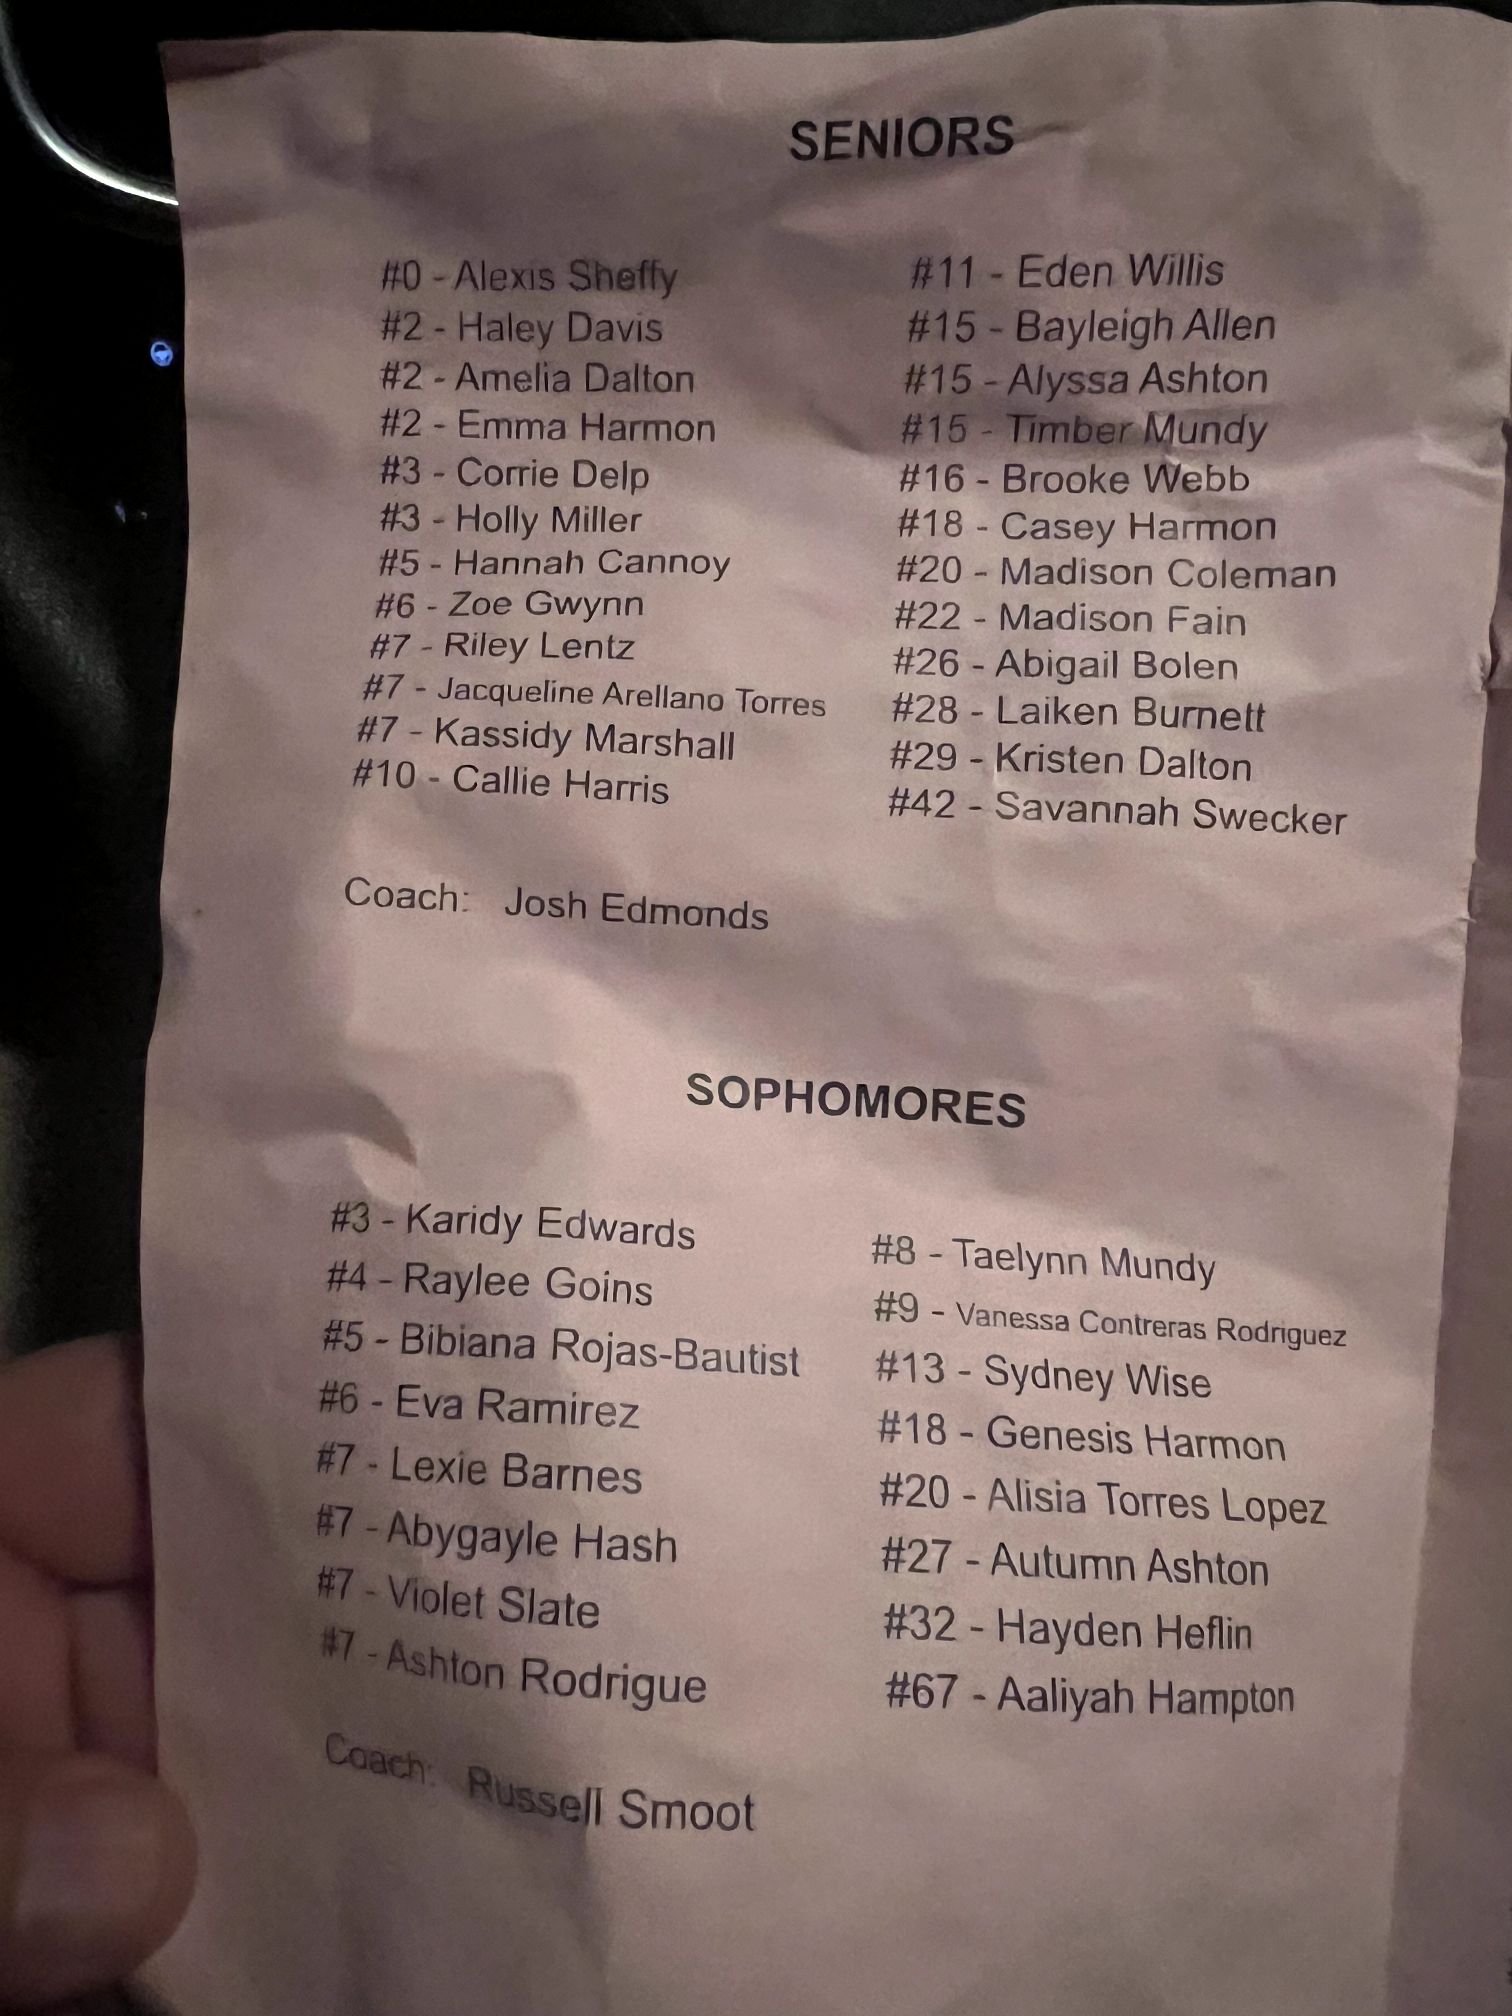 SENIORS
#0 - Alexis Sheffy
#2 - Haley Davis
#2 - Amelia Dalton
#2 - Emma Harmon
#3 - Corrie Delp
#3 - Holly Miller
#5 - Hannah Cannoy
#6 - Zoe Gwynn
#7 - Riley Lentz
#7 - Jacqueline Arellano Torres
#7 - Kassidy Marshall
#10 - Callie Harris
#11 - Eden Willis
#15 - Bayleigh Allen
#15 - Alyssa Ashton
#15 - Timber Mundy
#16 - Brooke Webb
#18 - Casey Harmon
#20 - Madison Coleman
#22 - Madison Fain
#26 - Abigail Bolen
#28 - Laiken Burnett
#29 - Kristen Dalton
#42 - Savannah Swecker
Coach: Josh Edmonds
SOPHOMORES
#3 - Karidy Edwards
#4 - Raylee Goins
#5 - Bibiana Rojas-Bautist
#6 - Eva Ramirez
#7 - Lexie Barnes
#7 - Abygayle Hash
#7 - Violet Slate
#7 - Ashton Rodrigue
#8 - Taelynn Mundy
#9 - Vanessa Contreras Rodriguez
#13 - Sydney Wise
#18 - Genesis Harmon
#20 - Alisia Torres Lopez
#27 - Autumn Ashton
#32 - Hayden Heflin
#67 - Aaliyah Hampton
Coach: Russell Smoot